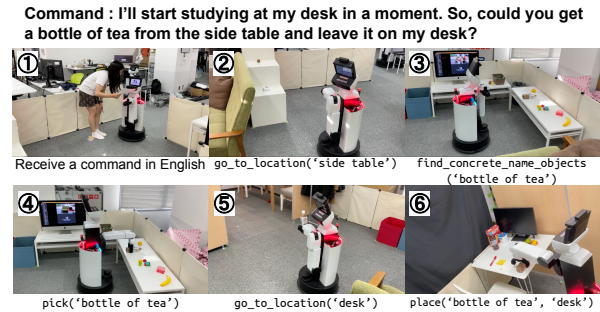 Command : I'll start studying at my desk in a moment. So, could you get
a bottle of tea from the side table and leave it on my desk?
①
②
③
Receive a command in English
go_to_location('side table')
find_concrete_name_objects
('bottle of tea')
④
⑤
⑥
pick('bottle of tea')
go_to_location('desk')
place('bottle of tea', 'desk')